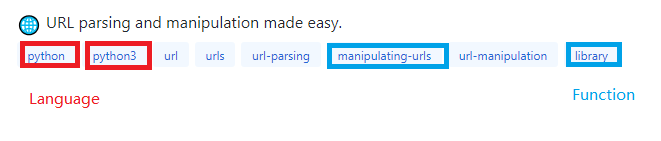 URL parsing and manipulation made easy.
python python3 url urls url-parsing manipulating-urls url-manipulation library
Language Function